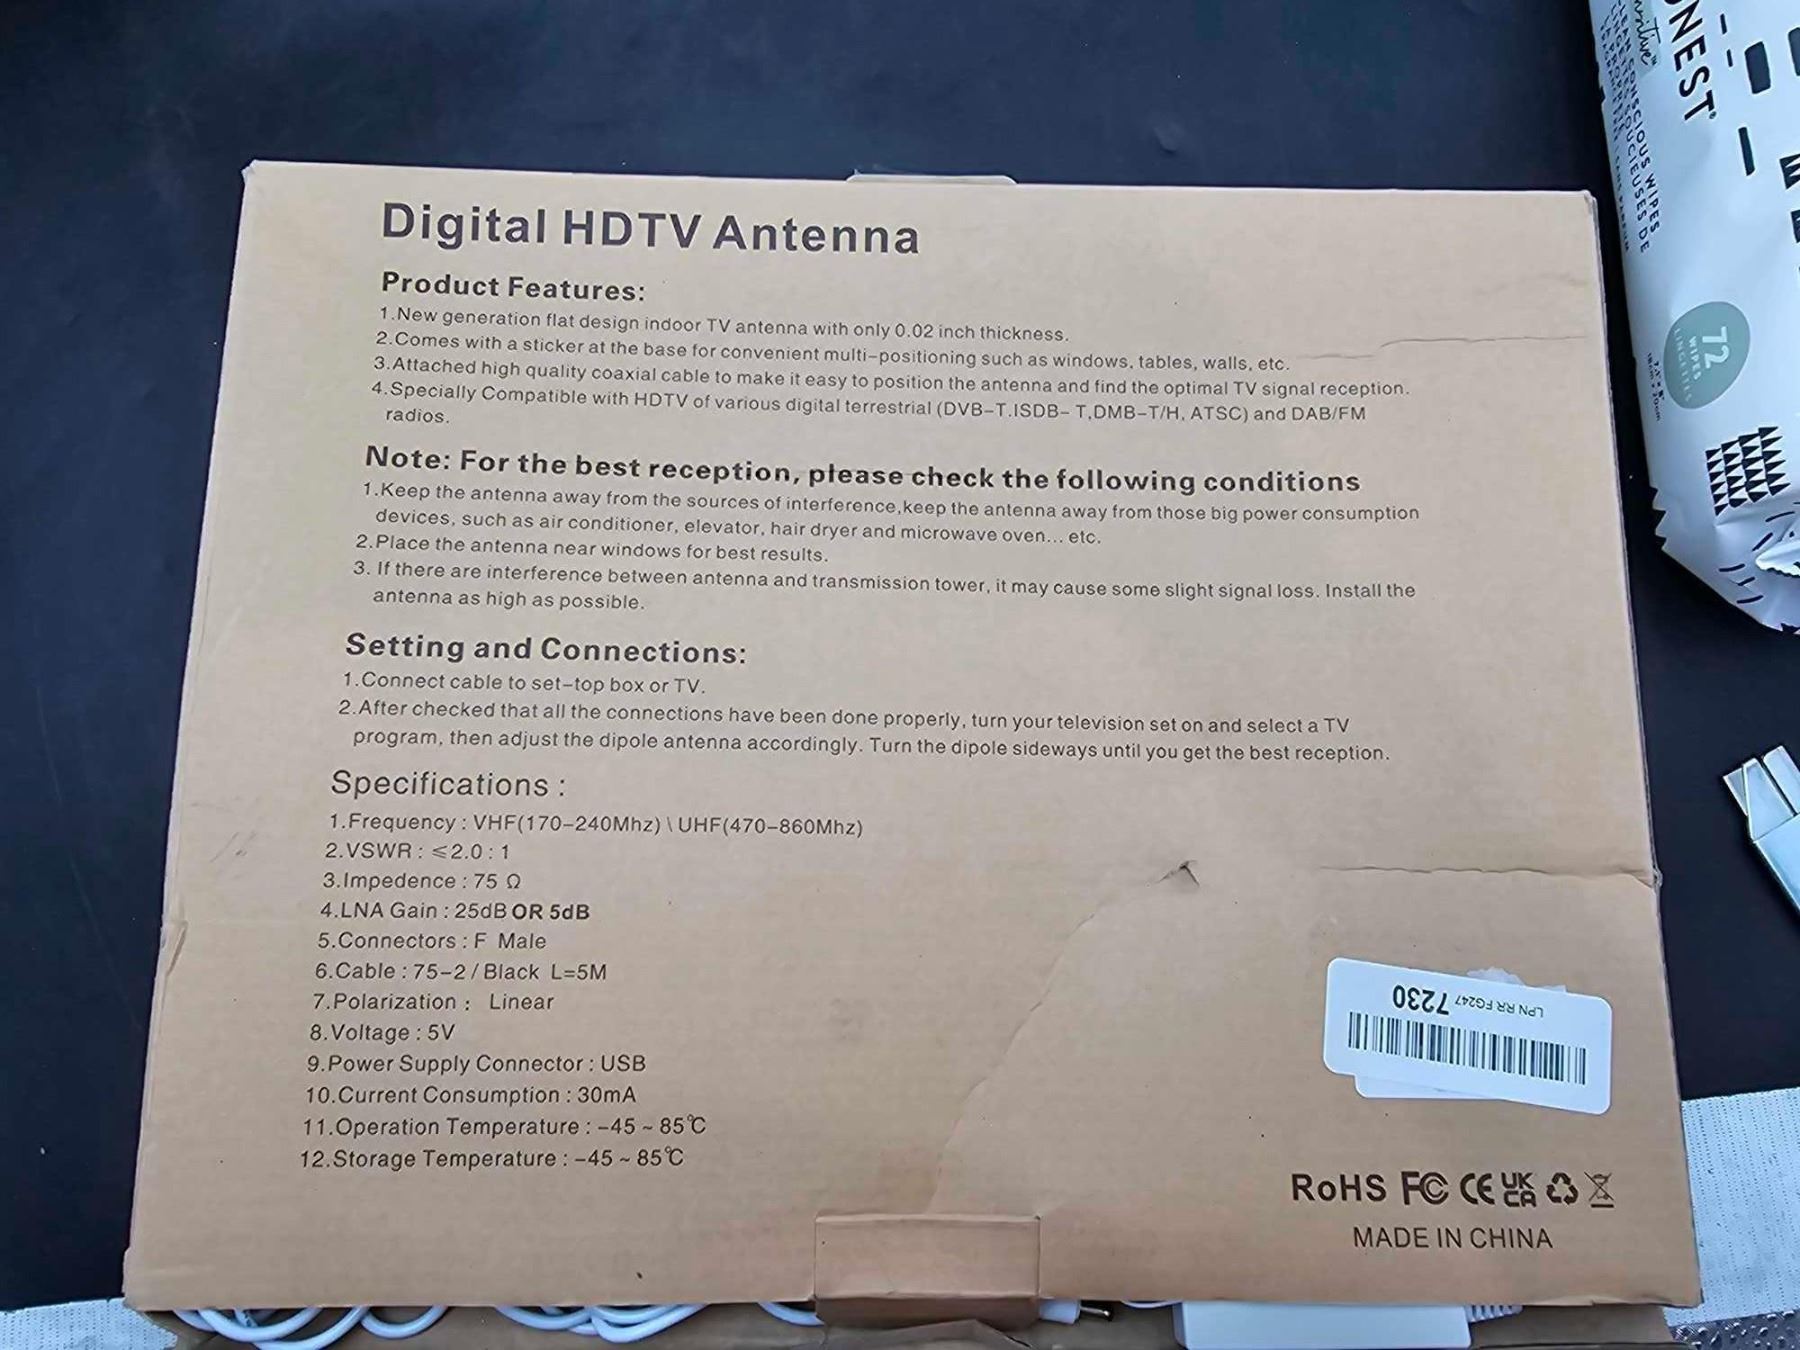 Digital HDTV Antenna
Product Features:
1.New generation flat design indoor TV antenna with only 0.02 inch thickness.
2.Comes with a sticker at the base for convenient multi-positioning such as windows, tables, walls, etc.
3.Attached high quality coaxial cable to make it easy to position the antenna and find the optimal TV signal reception.
4.Specially Compatible with HDTV of various digital terrestrial (DVB-T.ISDB- T,DMB-T/H, ATSC) and DAB/FM
radios.
Note: For the best reception, please check the following conditions
1.Keep the antenna away from the sources of interference,keep the antenna away from those big power consumption
devices, such as air conditioner, elevator, hair dryer and microwave oven... etc.
2.Place the antenna near windows for best results.
3. If there are interference between antenna and transmission tower, it may cause some slight signal loss. Install the
antenna as high as possible.
Setting and Connections:
1.Connect cable to set-top box or TV.
2.After checked that all the connections have been done properly, turn your television set on and select a TV
program, then adjust the dipole antenna accordingly. Turn the dipole sideways until you get the best reception.
Specifications :
1.Frequency : VHF(170-240Mhz) \ UHF(470-860Mhz)
2.VSWR : ≤2.0 : 1
3.Impedence : 75 Ω
4.LNA Gain : 25dB OR 5dB
5.Connectors : F Male
6.Cable : 75-2 / Black L=5M
7.Polarization : Linear
8.Voltage : 5V
9.Power Supply Connector : USB
10.Current Consumption : 30mA
11.Operation Temperature : -45 ~ 85℃
12.Storage Temperature : -45 ~ 85℃
LPN RR FG247 7230
RoHS FC CE UK CA
MADE IN CHINA
ONEST
CLEAN CONSCIOUS WIPES
LINGETTES SOUCIEUSES DE
LA PROPRETÉ
72
WIPES
LINGETTES